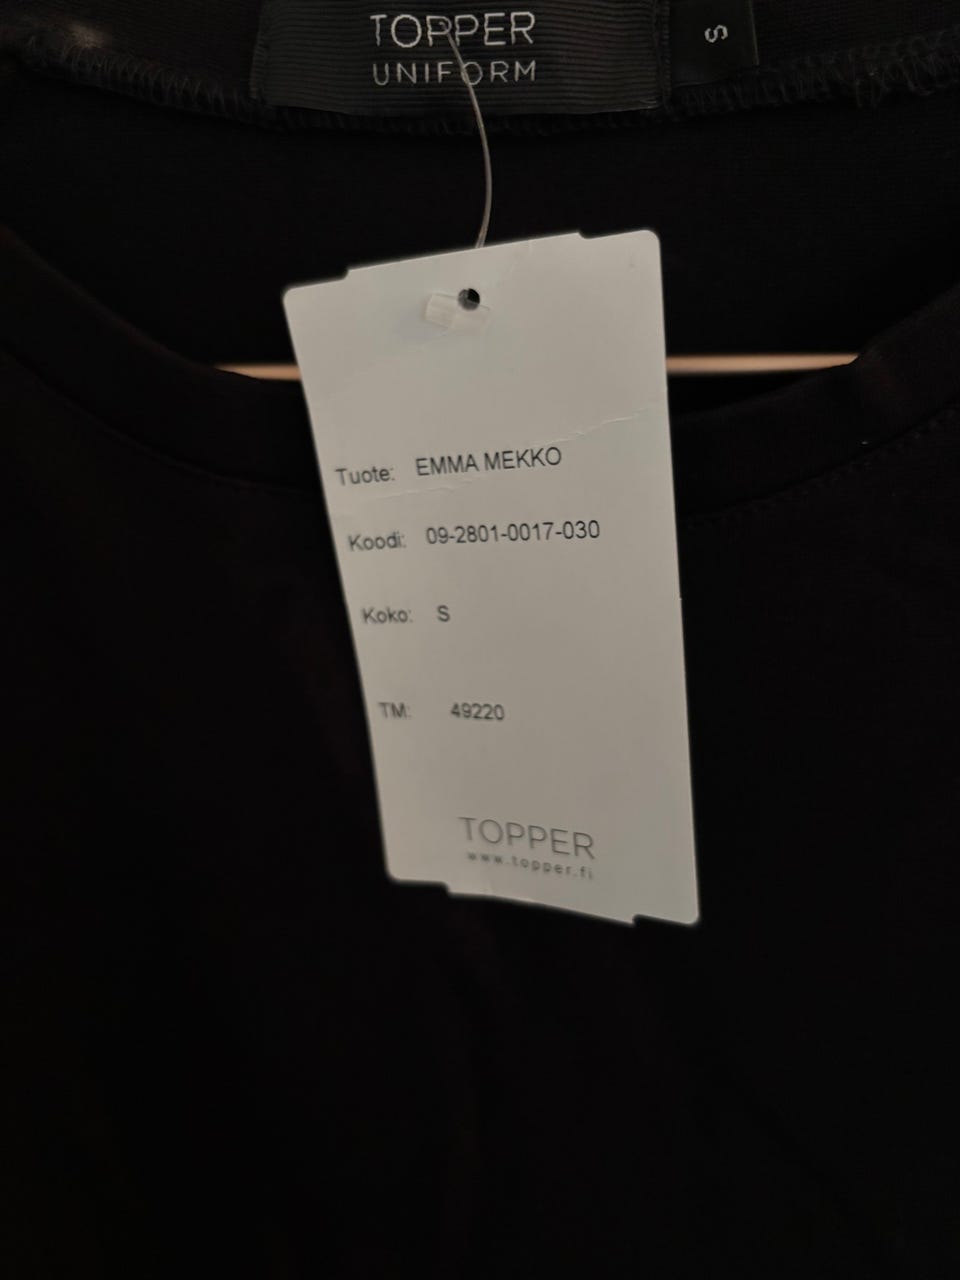 TOPPER
UNIFORM
S
Tuote: EMMA MEKKO
Koodi: 09-2801-0017-030
Koko: S
TM: 49220
TOPPER
www.topper.fi